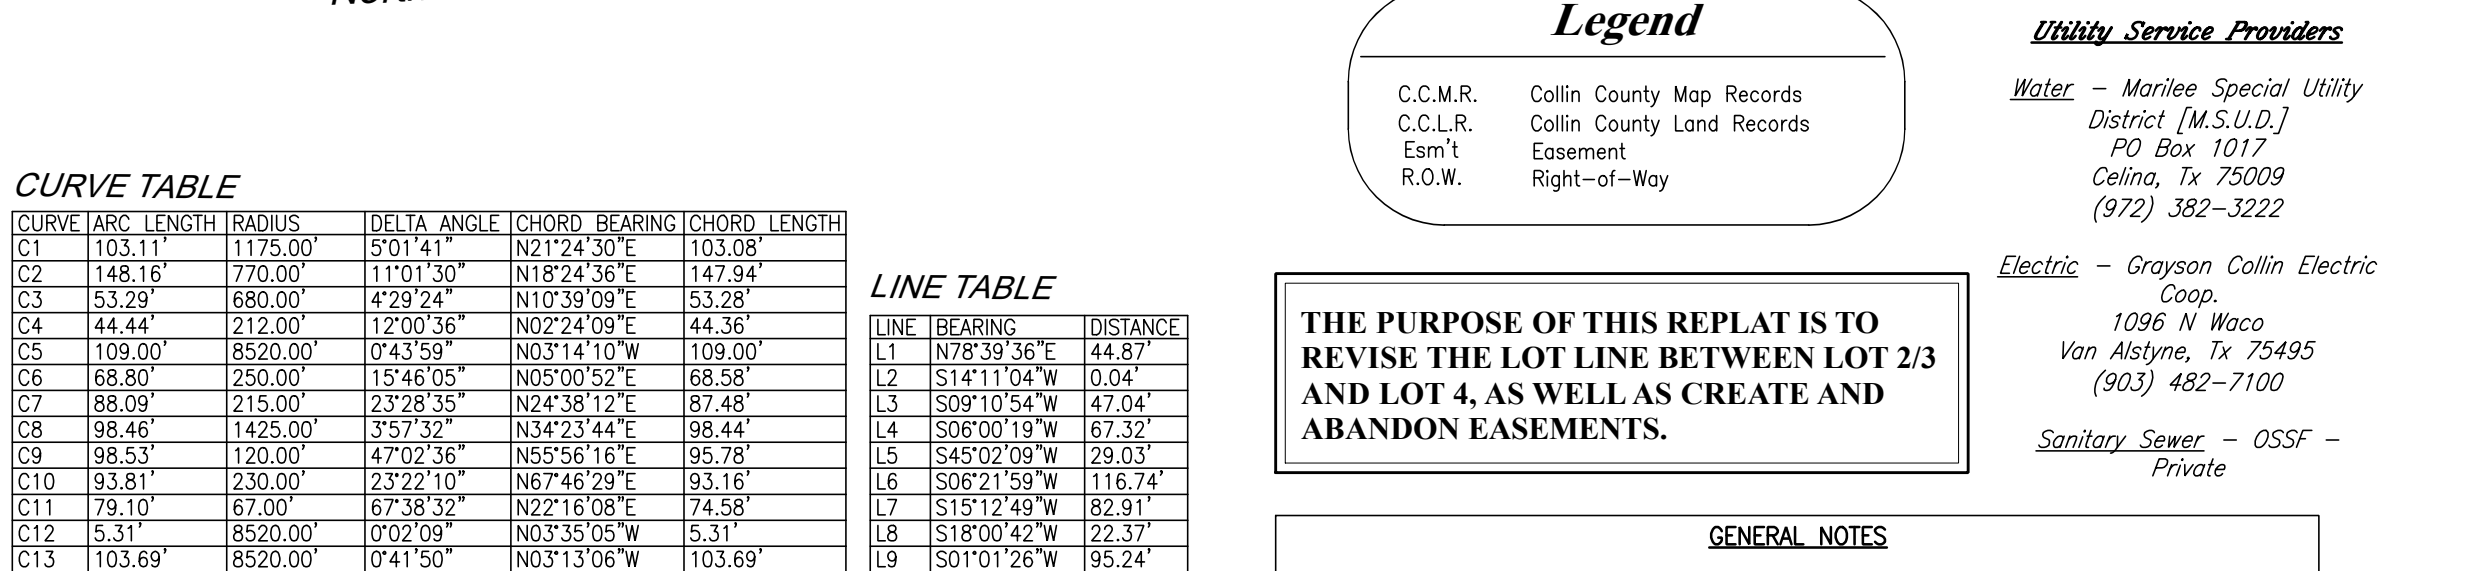 Legend
C.C.M.R. Collin County Map Records
C.C.L.R. Collin County Land Records
Esm't Easement
R.O.W. Right-of-Way
Utility Service Providers
Water - Marilee Special Utility
District [M.S.U.D.]
PO Box 1017
Celina, Tx 75009
(972) 382-3222
Electric - Grayson Collin Electric
Coop.
1096 N Waco
Van Alstyne, Tx 75495
(903) 482-7100
Sanitary Sewer - OSSF -
Private
CURVE TABLE
CURVE ARC LENGTH RADIUS DELTA ANGLE CHORD BEARING CHORD LENGTH
C1 103.11' 1175.00' 5°01'41" N21°24'30"E 103.08'
C2 148.16' 770.00' 11°01'30" N18°24'36"E 147.94'
C3 53.29' 680.00' 4°29'24" N10°39'09"E 53.28'
C4 44.44' 212.00' 12°00'36" N02°24'09"E 44.36'
C5 109.00' 8520.00' 0°43'59" N03°14'10"W 109.00'
C6 68.80' 250.00' 15°46'05" N05°00'52"E 68.58'
C7 88.09' 215.00' 23°28'35" N24°38'12"E 87.48'
C8 98.46' 1425.00' 3°57'32" N34°23'44"E 98.44'
C9 98.53' 120.00' 47°02'36" N55°56'16"E 95.78'
C10 93.81' 230.00' 23°22'10" N67°46'29"E 93.16'
C11 79.10' 67.00' 67°38'32" N22°16'08"E 74.58'
C12 5.31' 8520.00' 0°02'09" N03°35'05"W 5.31'
C13 103.69' 8520.00' 0°41'50" N03°13'06"W 103.69'
LINE TABLE
LINE BEARING DISTANCE
L1 N78°39'36"E 44.87'
L2 S14°11'04"W 0.04'
L3 S09°10'54"W 47.04'
L4 S06°00'19"W 67.32'
L5 S45°02'09"W 29.03'
L6 S06°21'59"W 116.74'
L7 S15°12'49"W 82.91'
L8 S18°00'42"W 22.37'
L9 S01°01'26"W 95.24'
THE PURPOSE OF THIS REPLAT IS TO
REVISE THE LOT LINE BETWEEN LOT 2/3
AND LOT 4, AS WELL AS CREATE AND
ABANDON EASEMENTS.
GENERAL NOTES